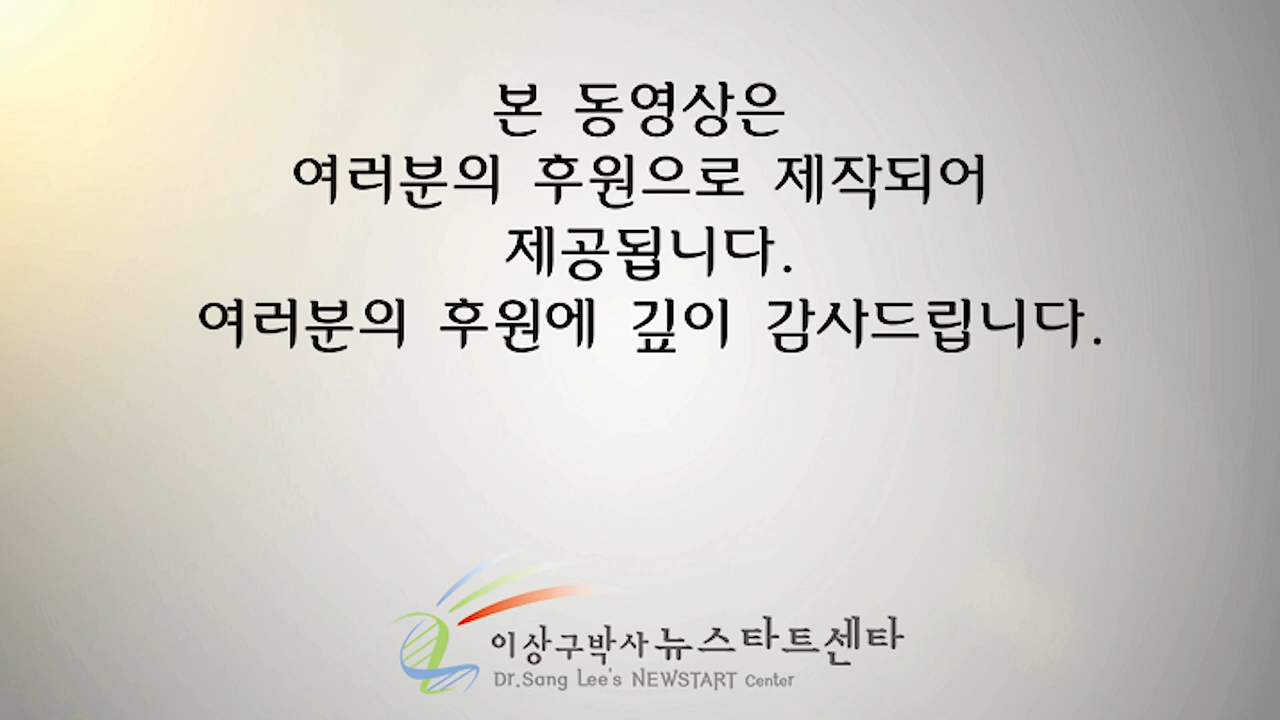 본 동영상은
여러분의 후원으로 제작되어
제공됩니다.
여러분의 후원에 깊이 감사드립니다.
이상구박사 뉴스타트센타
Dr.Sang Lee's NEWSTART Center